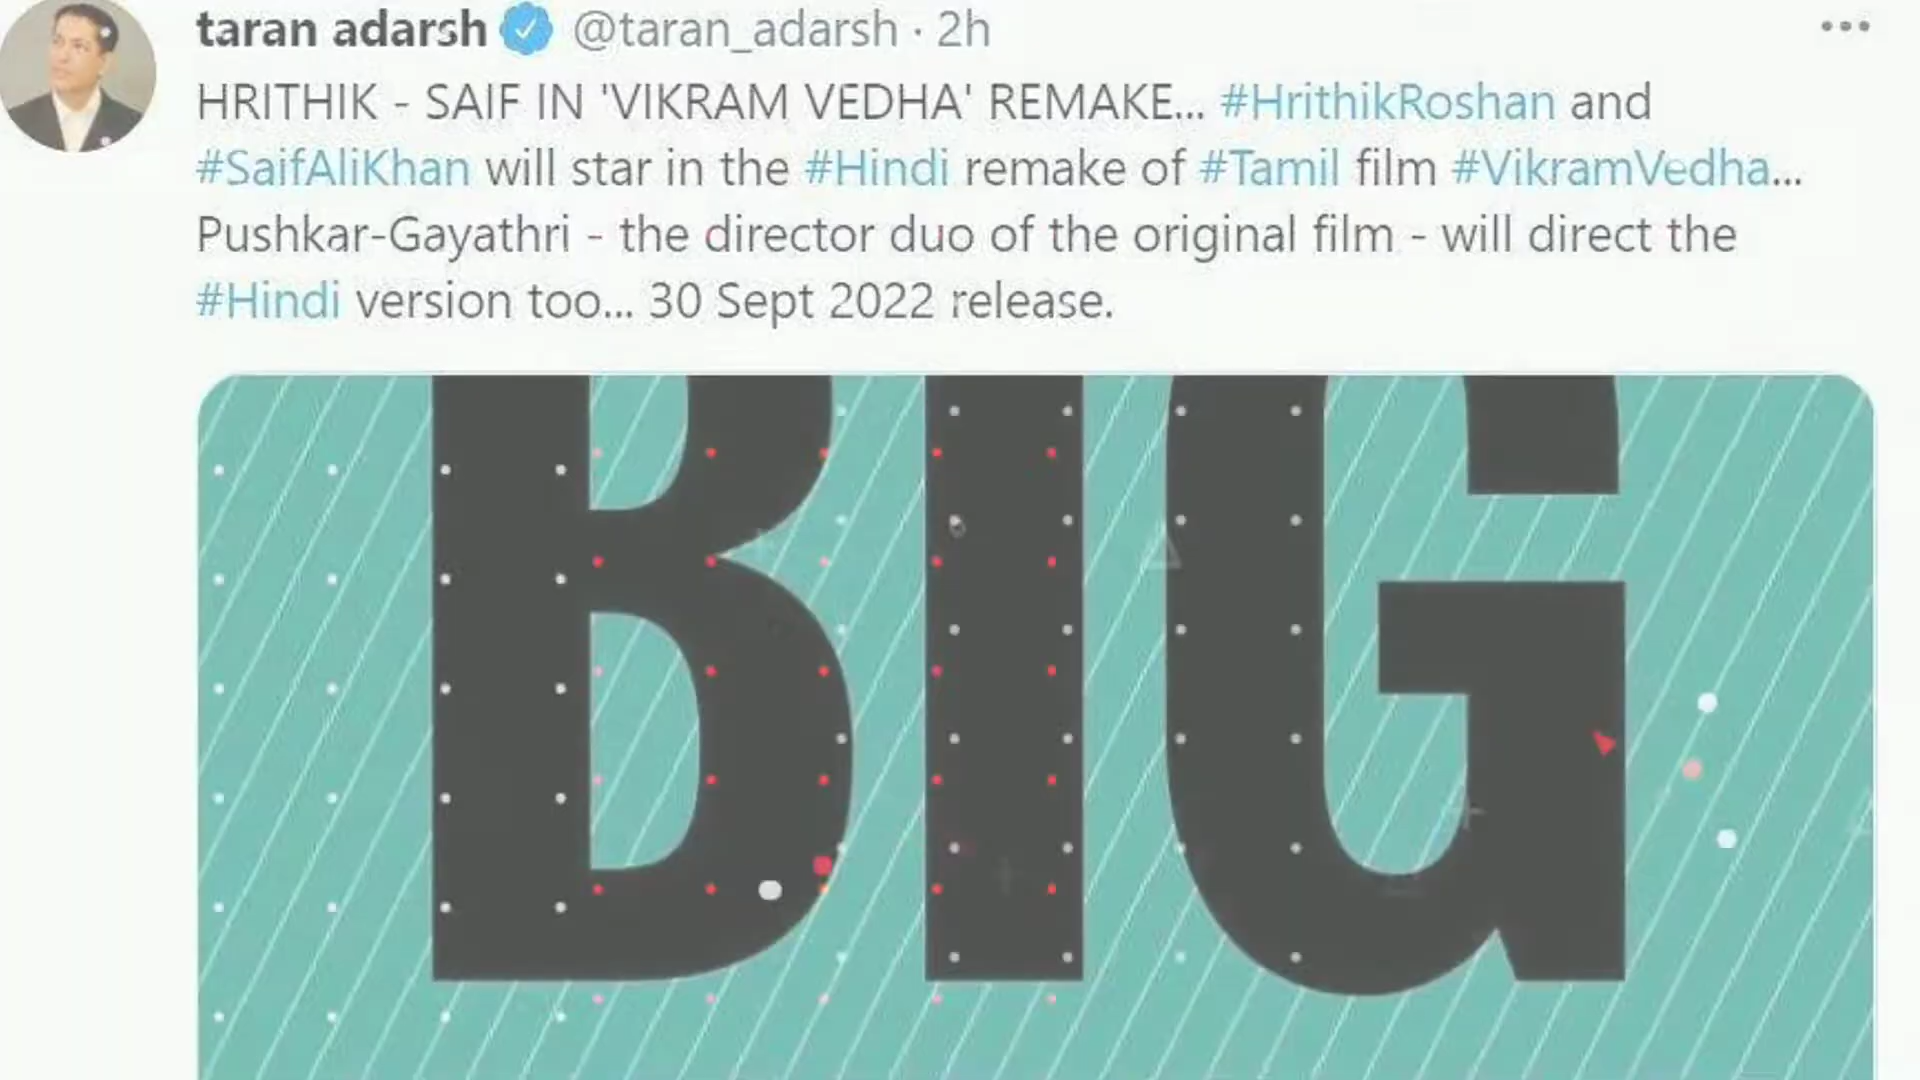 taran adarsh @taran_adarsh · 2h
HRITHIK - SAIF IN 'VIKRAM VEDHA' REMAKE... #HrithikRoshan and
#SaifAliKhan will star in the #Hindi remake of #Tamil film #VikramVedha...
Pushkar-Gayathri - the director duo of the original film - will direct the
#Hindi version too... 30 Sept 2022 release.
BIG